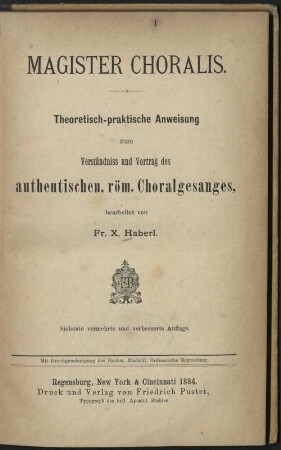 MAGISTER CHORALIS.
Theoretisch-praktische Anweisung
zum
Verständniss und Vortrag des
authentischen, röm. Choralgesanges,
bearbeitet von
Fr. X. Haberl.
Siebente vermehrte und verbesserte Auflage.
Mit Druckgenehmigung des Hochw. Bischöfl. Ordinariates Regensburg.
Regensburg, New York & Cincinnati 1884.
Druck und Verlag von Friedrich Pustet,
Typograph des heil. Apostol. Stuhles